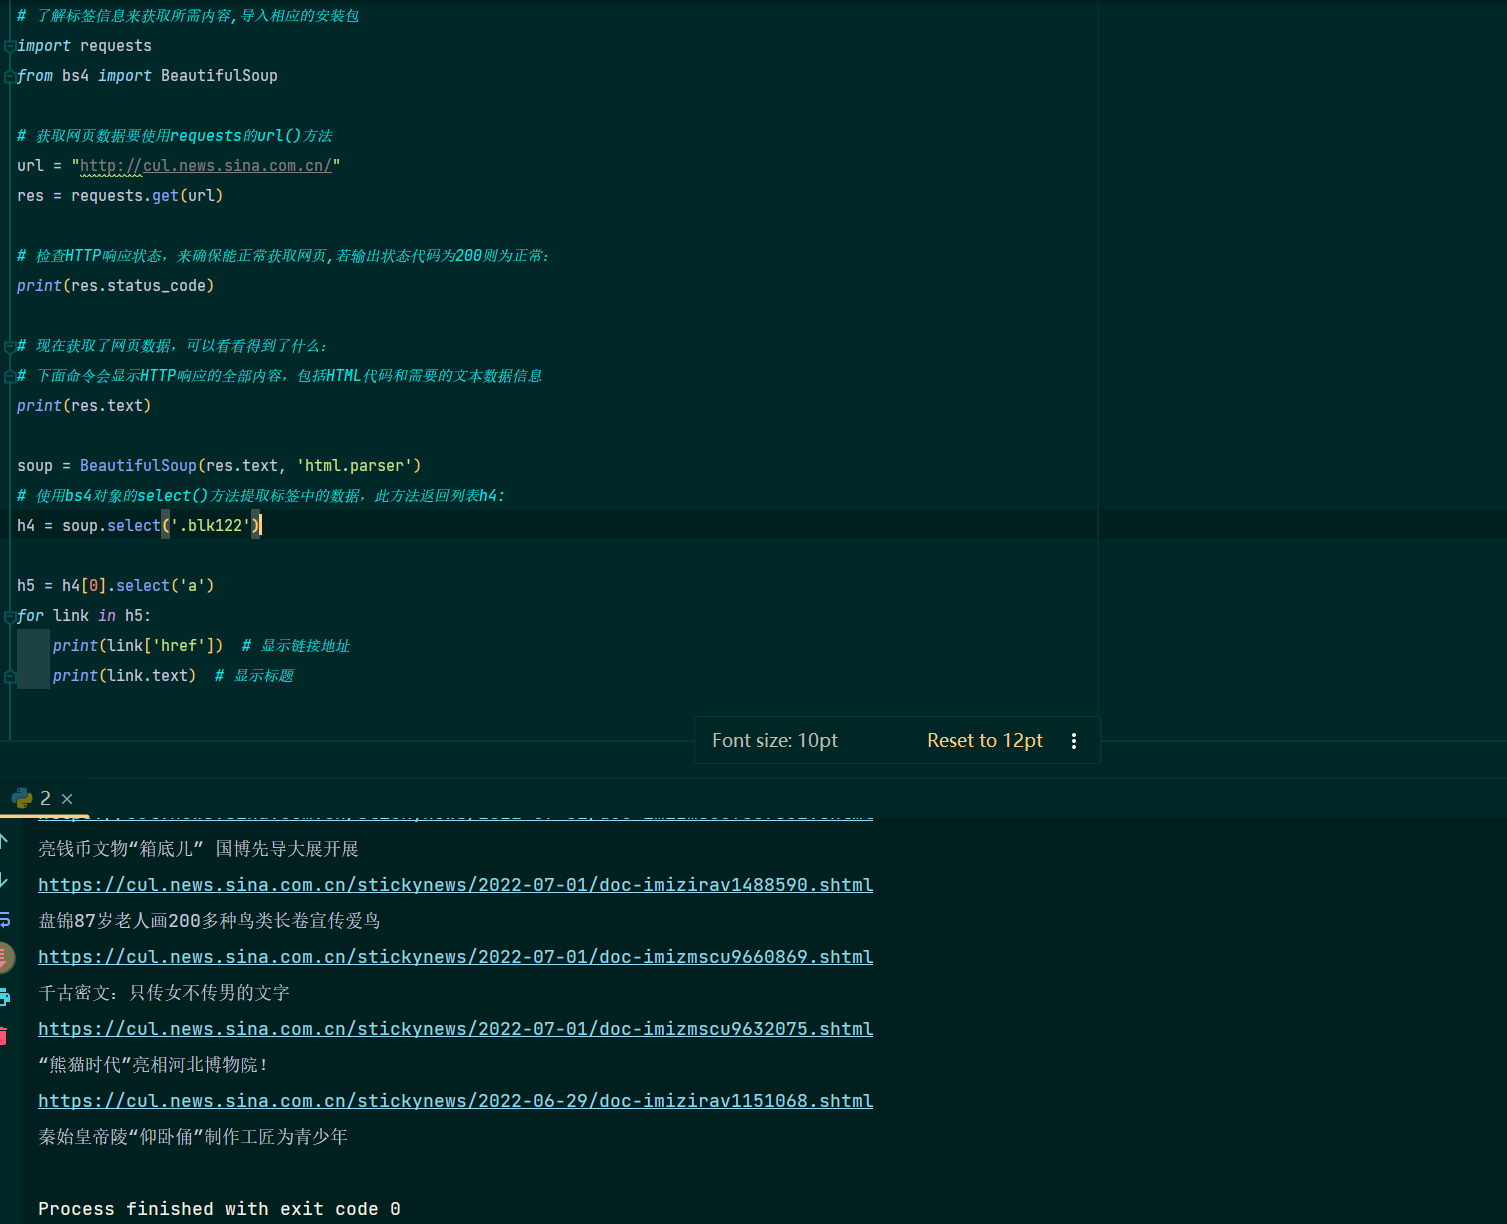 # 了解标签信息来获取所需内容,导入相应的安装包
import requests
from bs4 import BeautifulSoup
# 获取网页数据要使用requests的url()方法
url = "http://cul.news.sina.com.cn/"
res = requests.get(url)
# 检查HTTP响应状态，来确保能正常获取网页,若输出状态代码为200则为正常：
print(res.status_code)
# 现在获取了网页数据，可以看看得到了什么：
# 下面命令会显示HTTP响应的全部内容，包括HTML代码和需要的文本数据信息
print(res.text)
soup = BeautifulSoup(res.text, 'html.parser')
# 使用bs4对象的select()方法提取标签中的数据，此方法返回列表h4：
h4 = soup.select('.blk122')
h5 = h4[0].select('a')
for link in h5:
    print(link['href'])  # 显示链接地址
    print(link.text)  # 显示标题
Font size: 10pt Reset to 12pt
2
亮钱币文物“箱底儿” 国博先导大展开展
https://cul.news.sina.com.cn/stickynews/2022-07-01/doc-imizirav1488590.shtml
盘锦87岁老人画200多种鸟类长卷宣传爱鸟
https://cul.news.sina.com.cn/stickynews/2022-07-01/doc-imizmscu9660869.shtml
千古密文：只传女不传男的文字
https://cul.news.sina.com.cn/stickynews/2022-07-01/doc-imizmscu9632075.shtml
“熊猫时代”亮相河北博物院！
https://cul.news.sina.com.cn/stickynews/2022-06-29/doc-imizirav1151068.shtml
秦始皇帝陵“仰卧俑”制作工匠为青少年
Process finished with exit code 0